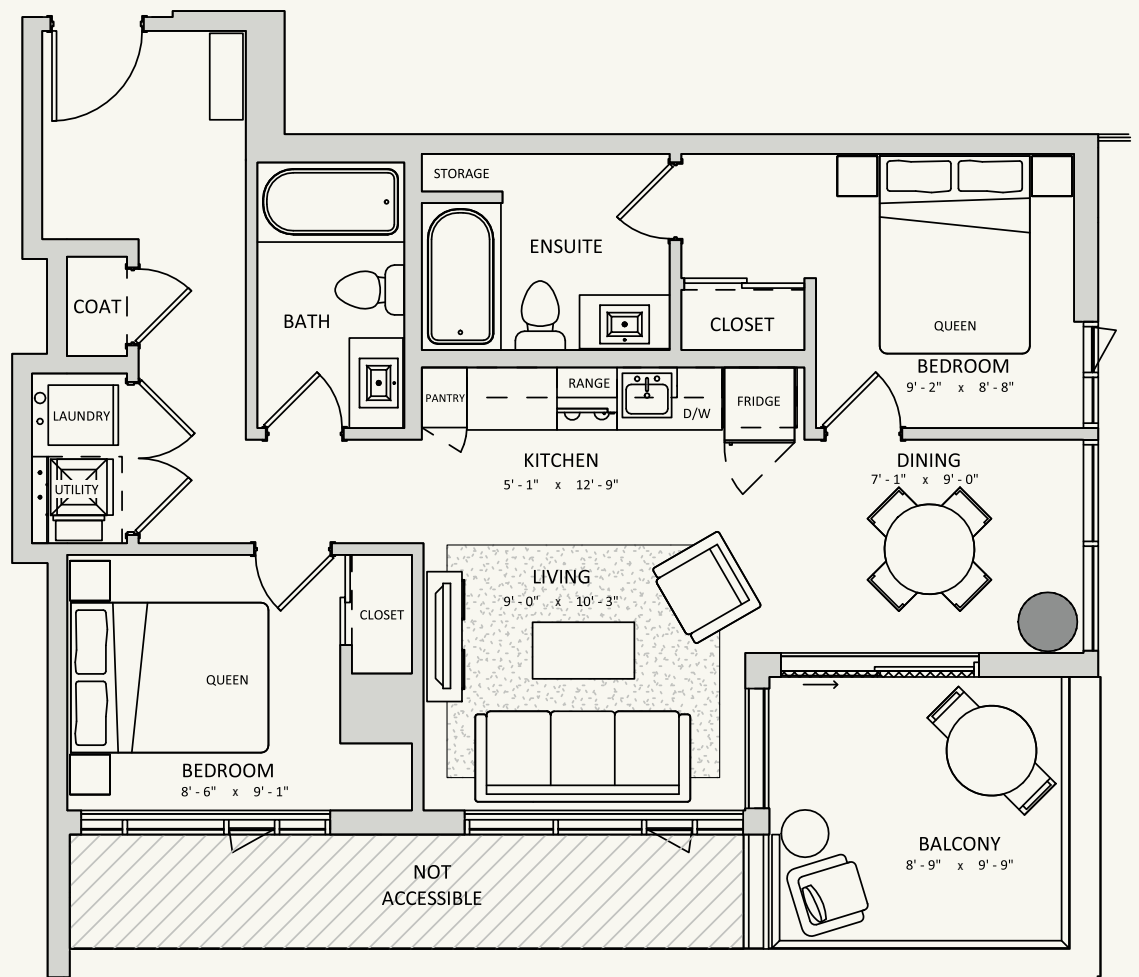 STORAGE
ENSUITE
COAT
BATH
CLOSET
QUEEN
BEDROOM
9' - 2" x 8' - 8"
LAUNDRY
PANTRY
RANGE
D/W
FRIDGE
UTILITY
KITCHEN
5' - 1" x 12' - 9"
DINING
7' - 1" x 9' - 0"
LIVING
9' - 0" x 10' - 3"
CLOSET
QUEEN
BEDROOM
8' - 6" x 9' - 1"
BALCONY
8' - 9" x 9' - 9"
NOT
ACCESSIBLE